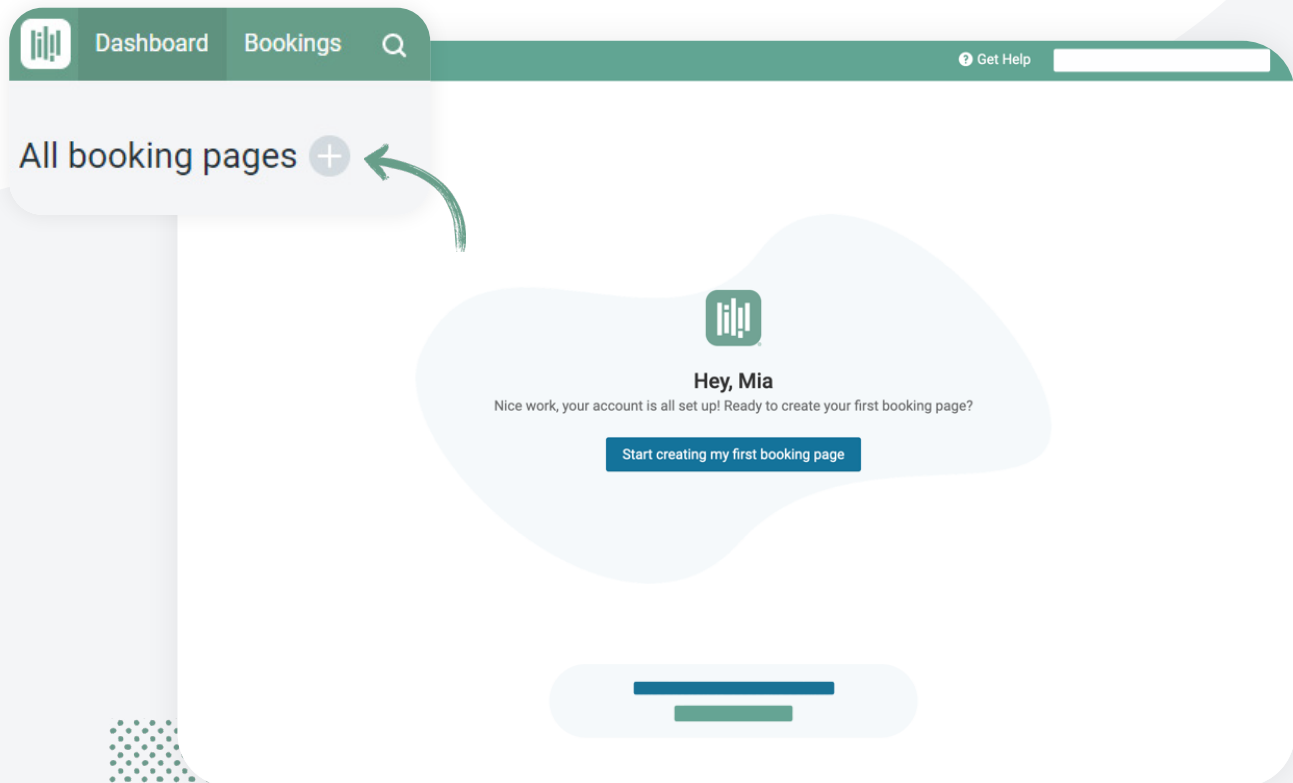 Dashboard Bookings
Get Help
All booking pages
Hey, Mia
Nice work, your account is all set up! Ready to create your first booking page?
Start creating my first booking page